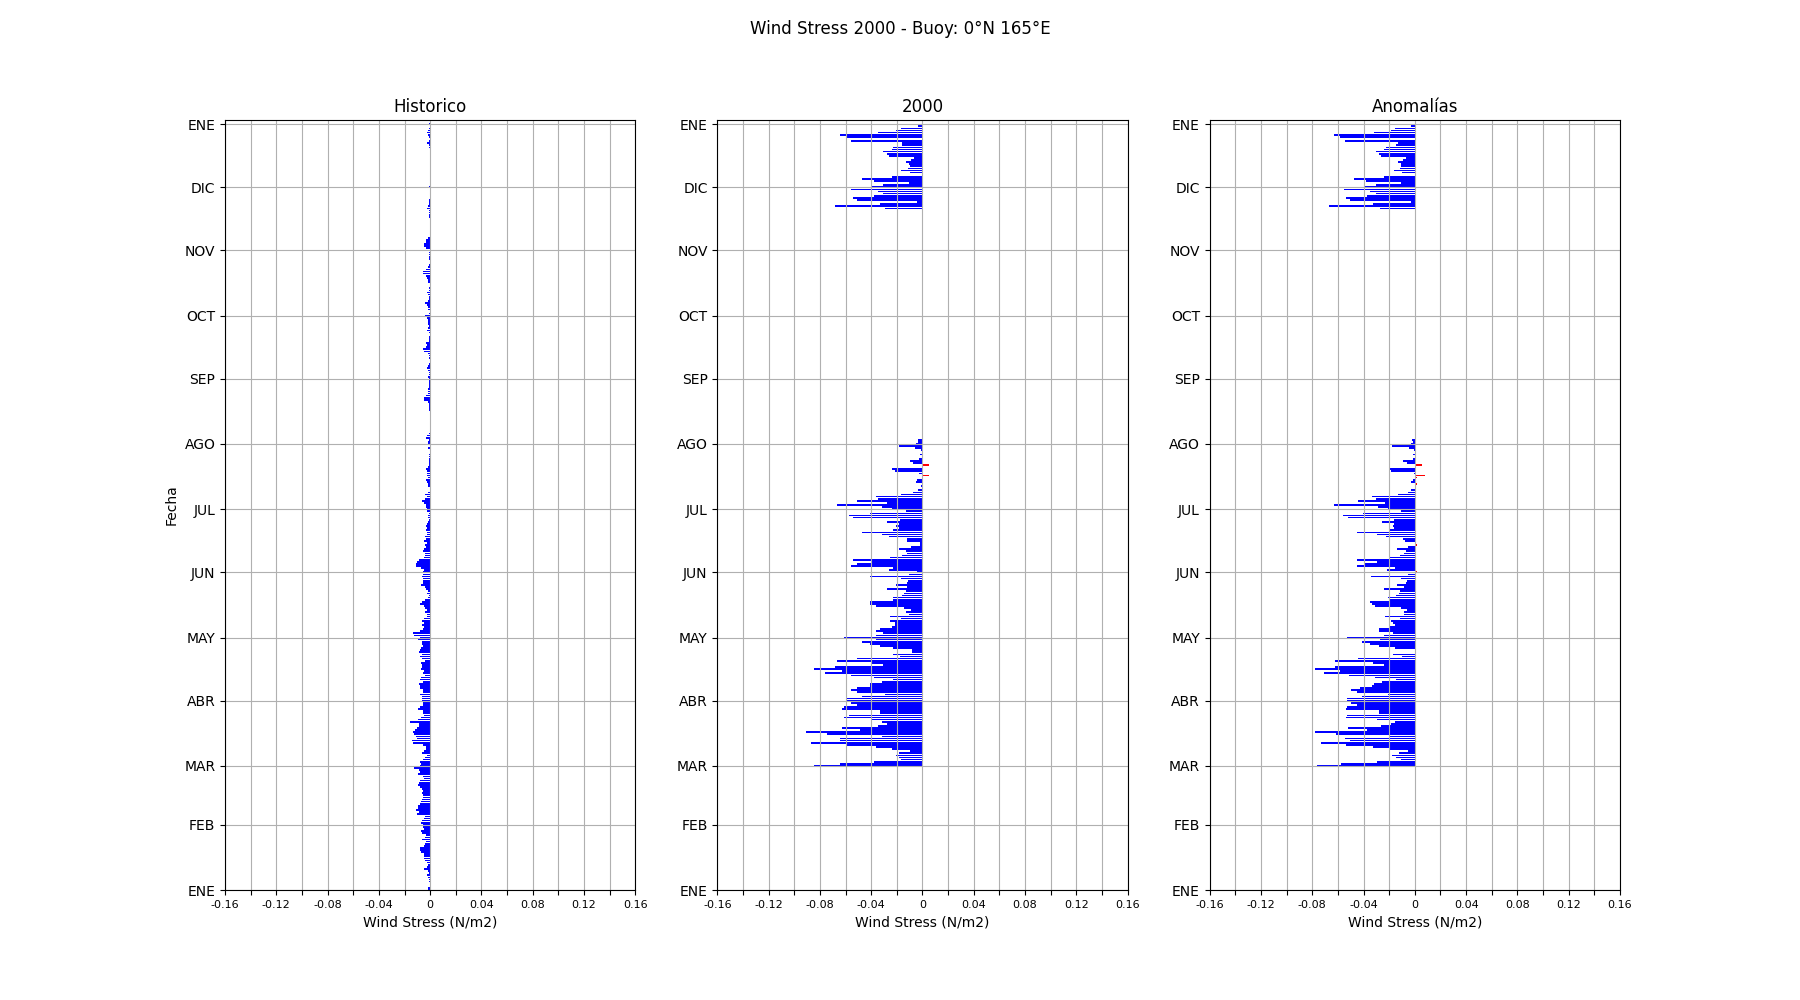 Wind Stress 2000 - Buoy: 0°N 165°E
Historico
ENE
DIC
NOV
OCT
SEP
AGO
JUL
JUN
MAY
ABR
MAR
FEB
ENE
Fecha
-0.16 -0.12 -0.08 -0.04 0 0.04 0.08 0.12 0.16
Wind Stress (N/m2)
2000
ENE
DIC
NOV
OCT
SEP
AGO
JUL
JUN
MAY
ABR
MAR
FEB
ENE
-0.16 -0.12 -0.08 -0.04 0 0.04 0.08 0.12 0.16
Wind Stress (N/m2)
Anomalías
ENE
DIC
NOV
OCT
SEP
AGO
JUL
JUN
MAY
ABR
MAR
FEB
ENE
-0.16 -0.12 -0.08 -0.04 0 0.04 0.08 0.12 0.16
Wind Stress (N/m2)